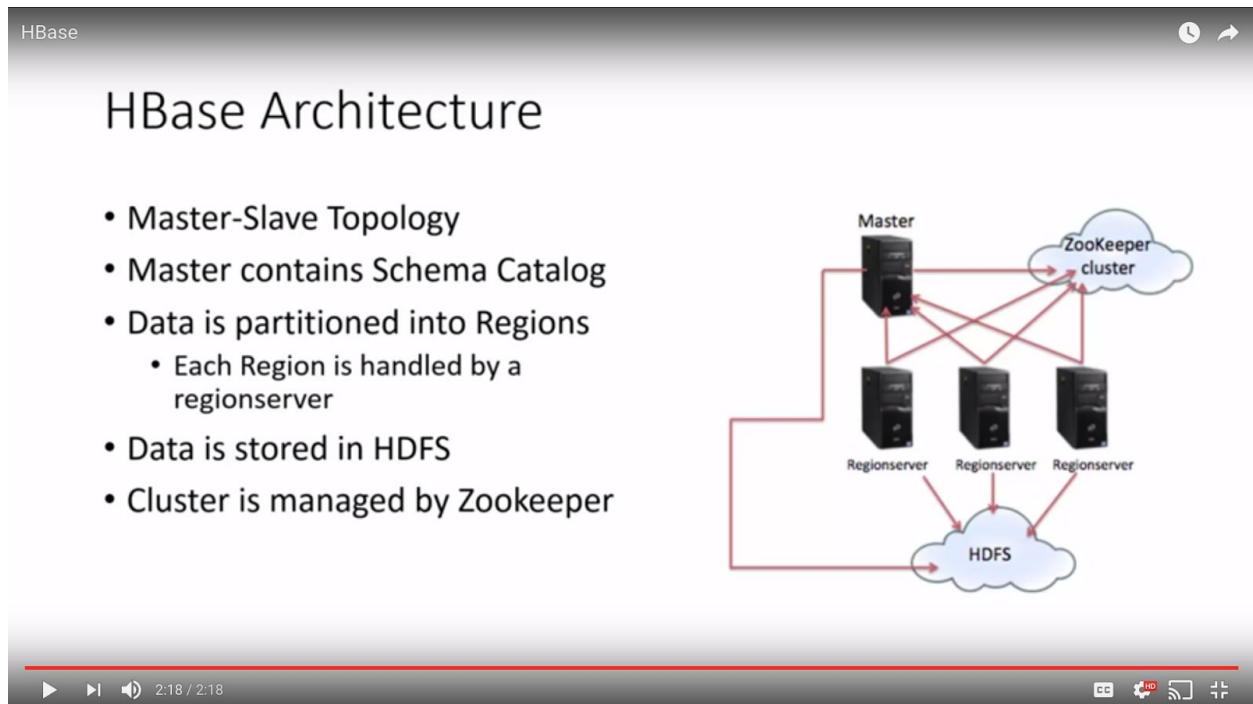 HBase
HBase Architecture
• Master-Slave Topology
• Master contains Schema Catalog
• Data is partitioned into Regions
• Each Region is handled by a
regionserver
• Data is stored in HDFS
• Cluster is managed by Zookeeper
Master
ZooKeeper
cluster
Regionserver
Regionserver
Regionserver
HDFS
2:18 / 2:18
CC
HD